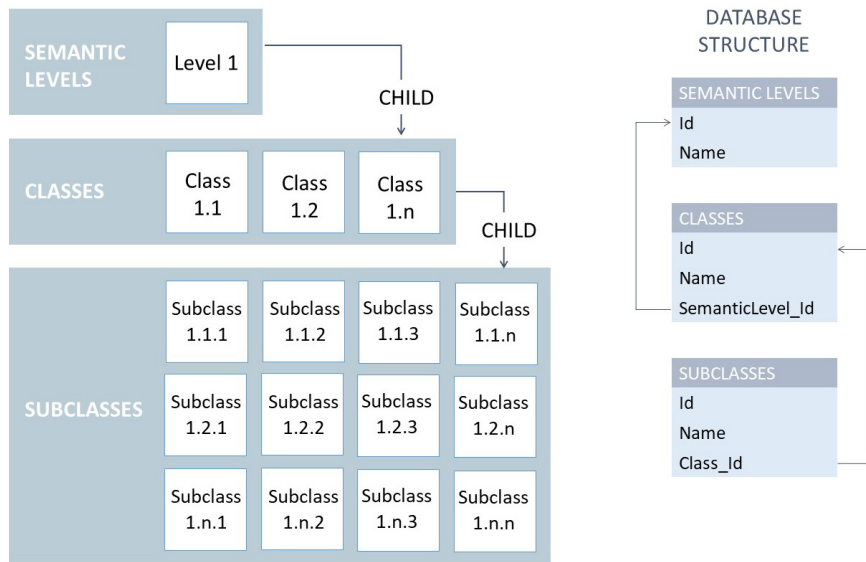 SEMANTIC
LEVELS
Level 1
CHILD
CLASSES
Class
1.1
Class
1.2
Class
1.n
CHILD
SUBCLASSES
Subclass
1.1.1
Subclass
1.1.2
Subclass
1.1.3
Subclass
1.1.n
Subclass
1.2.1
Subclass
1.2.2
Subclass
1.2.3
Subclass
1.2.n
Subclass
1.n.1
Subclass
1.n.2
Subclass
1.n.3
Subclass
1.n.n
DATABASE
STRUCTURE
SEMANTIC LEVELS
Id
Name
CLASSES
Id
Name
SemanticLevel_Id
SUBCLASSES
Id
Name
Class_Id